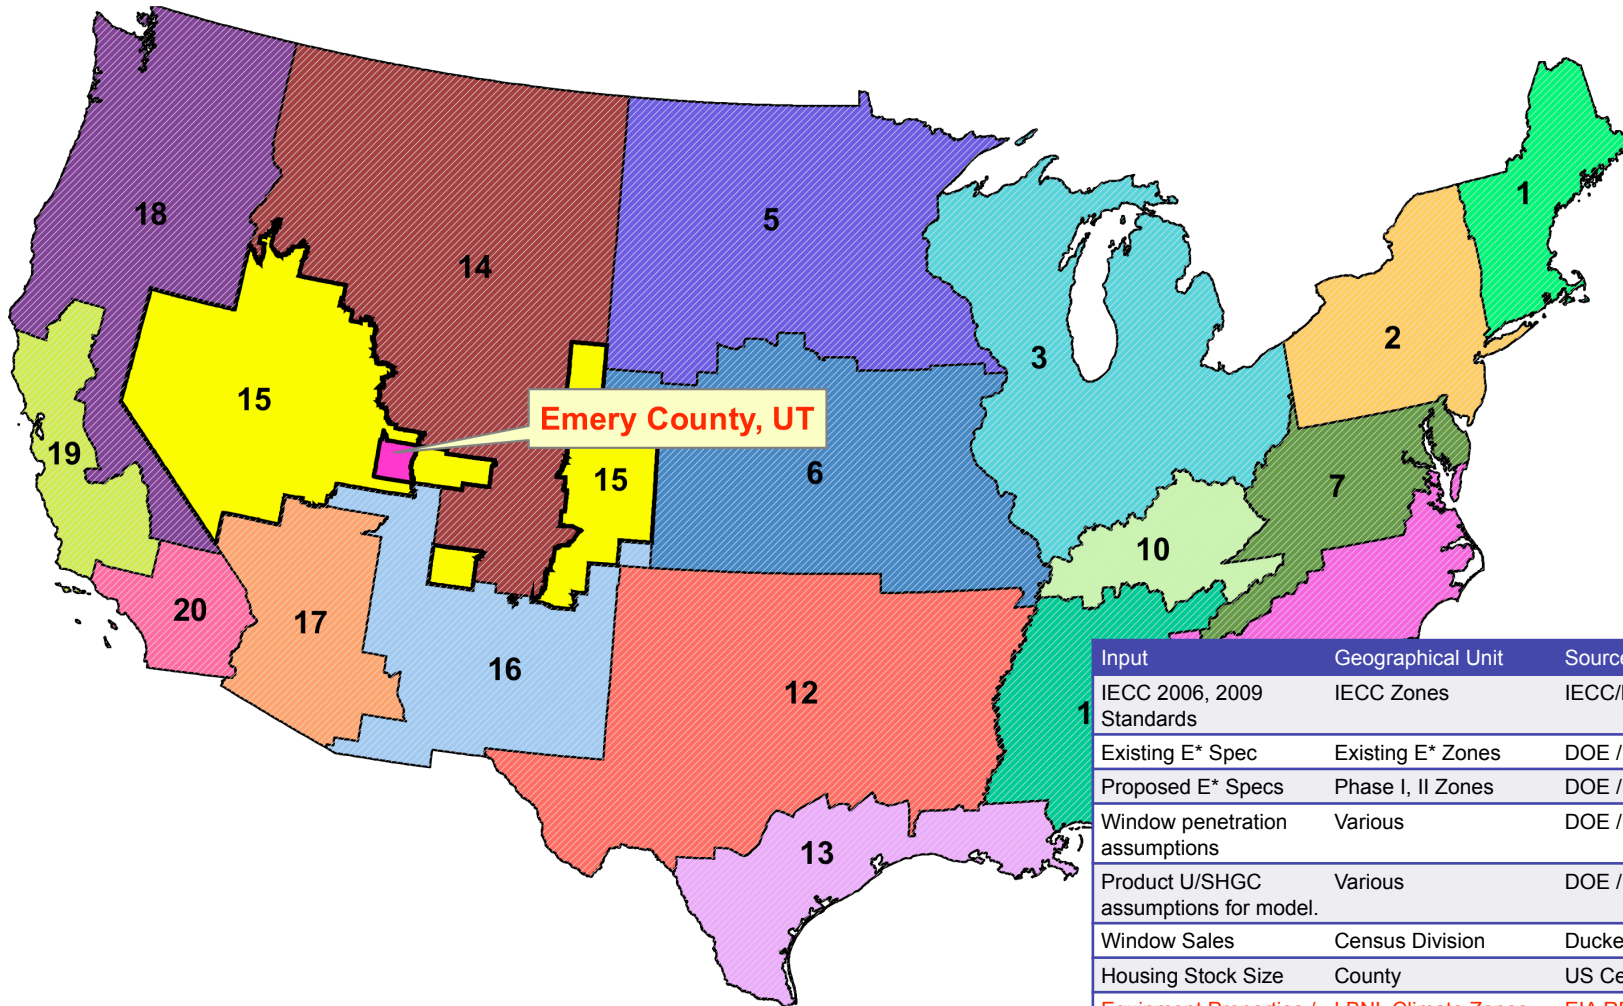 1
18
5
14
2
3
15
Emery County, UT
19
15
6
7
10
20
17
16
12
13
Input Geographical Unit
IECC 2006, 2009 IECC Zones
Standards
Existing E* Spec Existing E* Zones DOE /
Proposed E* Specs Phase I, II Zones DOE /
Window penetration Various DOE /
assumptions
Product U/SHGC Various DOE /
assumptions for model.
Window Sales Census Division
Housing Stock Size County US